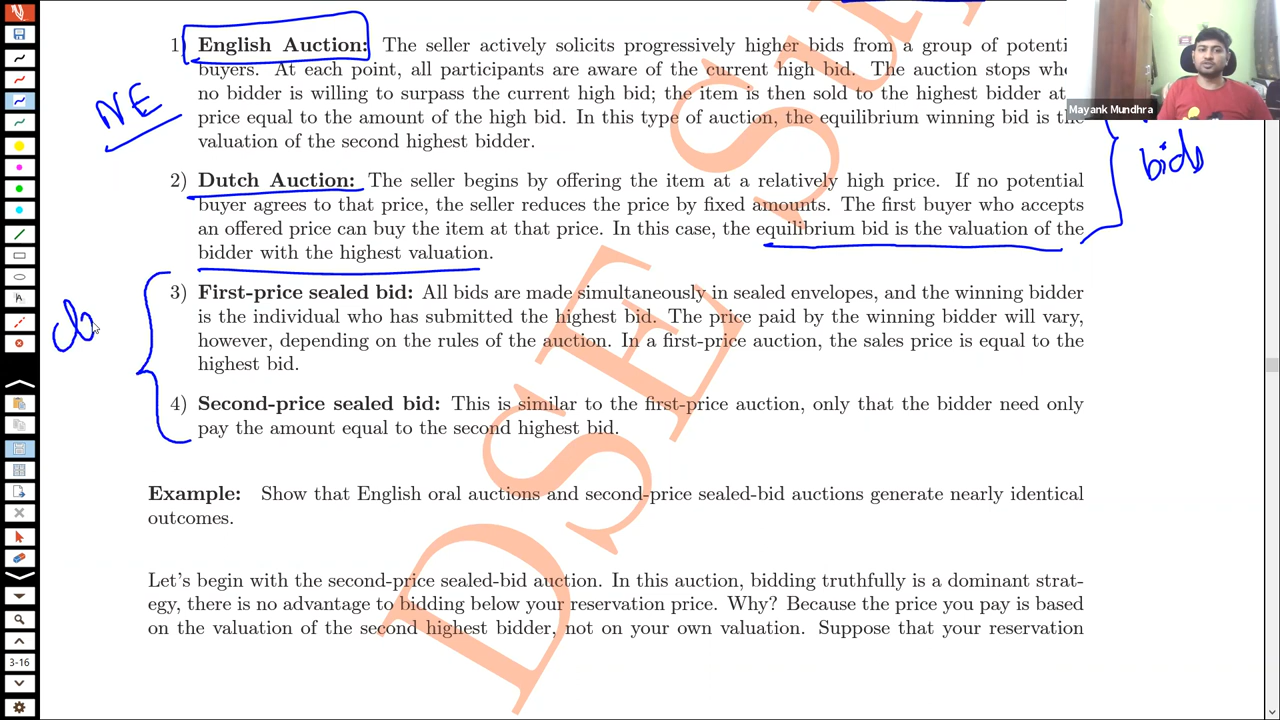 1) English Auction: The seller actively solicits progressively higher bids from a group of potenti
buyers. At each point, all participants are aware of the current high bid. The auction stops whe
no bidder is willing to surpass the current high bid; the item is then sold to the highest bidder at
price equal to the amount of the high bid. In this type of auction, the equilibrium winning bid is the
valuation of the second highest bidder.
NE
Mayank Mundhra
bids
2) Dutch Auction: The seller begins by offering the item at a relatively high price. If no potential
buyer agrees to that price, the seller reduces the price by fixed amounts. The first buyer who accepts
an offered price can buy the item at that price. In this case, the equilibrium bid is the valuation of the
bidder with the highest valuation.
3) First-price sealed bid: All bids are made simultaneously in sealed envelopes, and the winning bidder
is the individual who has submitted the highest bid. The price paid by the winning bidder will vary,
however, depending on the rules of the auction. In a first-price auction, the sales price is equal to the
highest bid.
4) Second-price sealed bid: This is similar to the first-price auction, only that the bidder need only
pay the amount equal to the second highest bid.
Example: Show that English oral auctions and second-price sealed-bid auctions generate nearly identical
outcomes.
Let's begin with the second-price sealed-bid auction. In this auction, bidding truthfully is a dominant strat-
egy, there is no advantage to bidding below your reservation price. Why? Because the price you pay is based
on the valuation of the second highest bidder, not on your own valuation. Suppose that your reservation
DSE Su
3-16